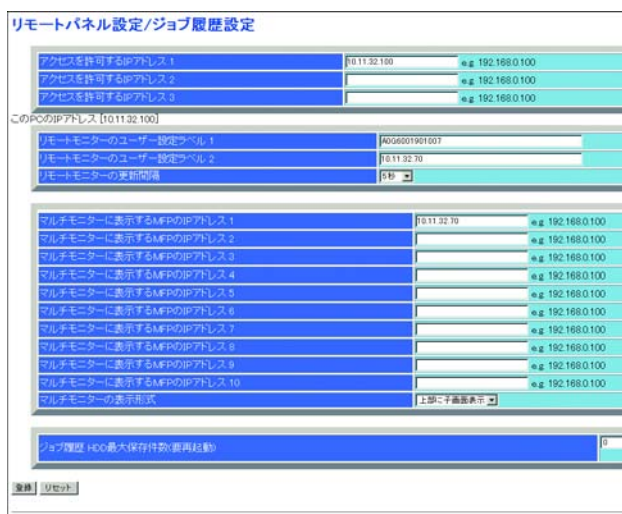 リモートパネル設定/ジョブ履歴設定
アクセスを許可するIPアドレス 1 10.11.32.100 e.g. 192.168.0.100
アクセスを許可するIPアドレス 2 e.g. 192.168.0.100
アクセスを許可するIPアドレス 3 e.g. 192.168.0.100
このPCのIPアドレス [10.11.32.100]
リモートモニターのユーザー設定ラベル 1 A0G6001901007
リモートモニターのユーザー設定ラベル 2 10.11.32.70
リモートモニターの更新間隔 5秒
マルチモニターに表示するMFPのIPアドレス 1 10.11.32.70 e.g. 192.168.0.100
マルチモニターに表示するMFPのIPアドレス 2 e.g. 192.168.0.100
マルチモニターに表示するMFPのIPアドレス 3 e.g. 192.168.0.100
マルチモニターに表示するMFPのIPアドレス 4 e.g. 192.168.0.100
マルチモニターに表示するMFPのIPアドレス 5 e.g. 192.168.0.100
マルチモニターに表示するMFPのIPアドレス 6 e.g. 192.168.0.100
マルチモニターに表示するMFPのIPアドレス 7 e.g. 192.168.0.100
マルチモニターに表示するMFPのIPアドレス 8 e.g. 192.168.0.100
マルチモニターに表示するMFPのIPアドレス 9 e.g. 192.168.0.100
マルチモニターに表示するMFPのIPアドレス 10 e.g. 192.168.0.100
マルチモニターの表示形式 上部に子画面表示
ジョブ履歴 HDD最大保存件数(要再起動) 0
登録 リセット